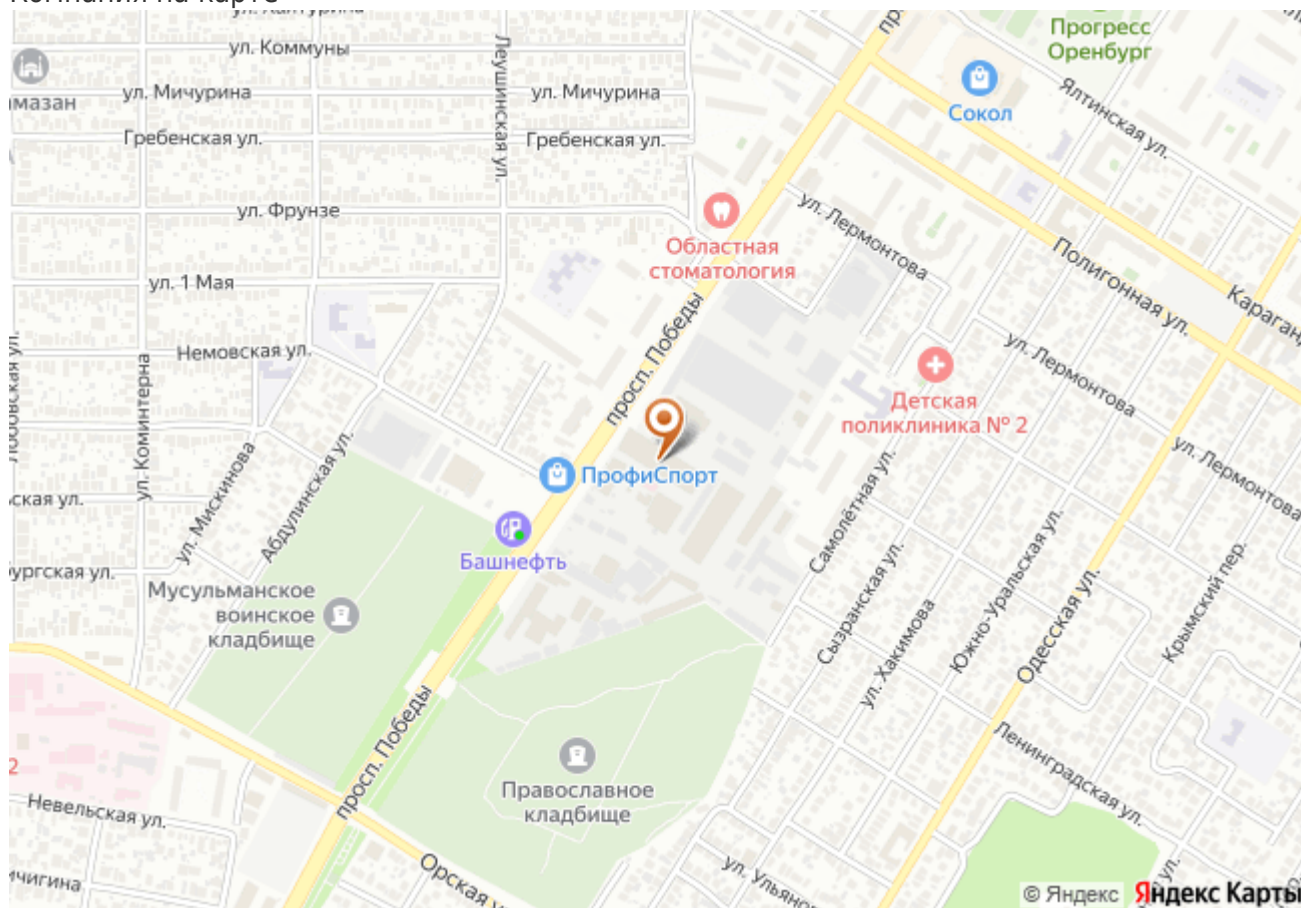 Компания на карте
Прогресс
Оренбург
ул. Коммуны
Леушинская ул.
ул. Мичурина
ул. Мичурина
Сокол
Ялтинская ул.
Гребенская ул.
Гребенская ул.
ул. Фрунзе
ул. Лермонтова
Областная
стоматология
Полигонная ул.
ул. 1 Мая
просп. Победы
Немовская ул.
ул. Лермонтова
Детская
поликлиника № 2
ул. Коминтерна
ул. Мискинова
Абдулинская ул.
ПрофиСпорт
ул. Лермонтова
Башнефть
Самолётная ул.
Сызранская ул.
ул. Хакимова
Южно-Уральская ул.
Одесская ул.
Крымский пер.
Мусульманское
воинское
кладбище
просп. Победы
Ленинградская ул.
Православное
кладбище
2
Невельская ул.
Орская
© Яндекс Яндекс Карты